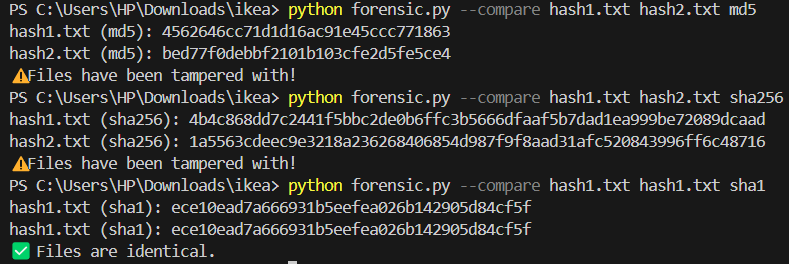 PS C:\Users\HP\Downloads\ikea> python forensic.py --compare hash1.txt hash2.txt md5
hash1.txt (md5): 4562646cc71d1d16ac91e45ccc771863
hash2.txt (md5): bed77f0debbf2101b103cfe2d5fe5ce4
⚠️Files have been tampered with!
PS C:\Users\HP\Downloads\ikea> python forensic.py --compare hash1.txt hash2.txt sha256
hash1.txt (sha256): 4b4c868dd7c2441f5bbc2de0b6ffc3b5666dfaaf5b7dad1ea999be72089dcaad
hash2.txt (sha256): 1a5563cdeec9e3218a236268406854d987f9f8aad31afc520843996ff6c48716
⚠️Files have been tampered with!
PS C:\Users\HP\Downloads\ikea> python forensic.py --compare hash1.txt hash1.txt sha1
hash1.txt (sha1): ece10ead7a666931b5eefea026b142905d84cf5f
hash1.txt (sha1): ece10ead7a666931b5eefea026b142905d84cf5f
✅ Files are identical.